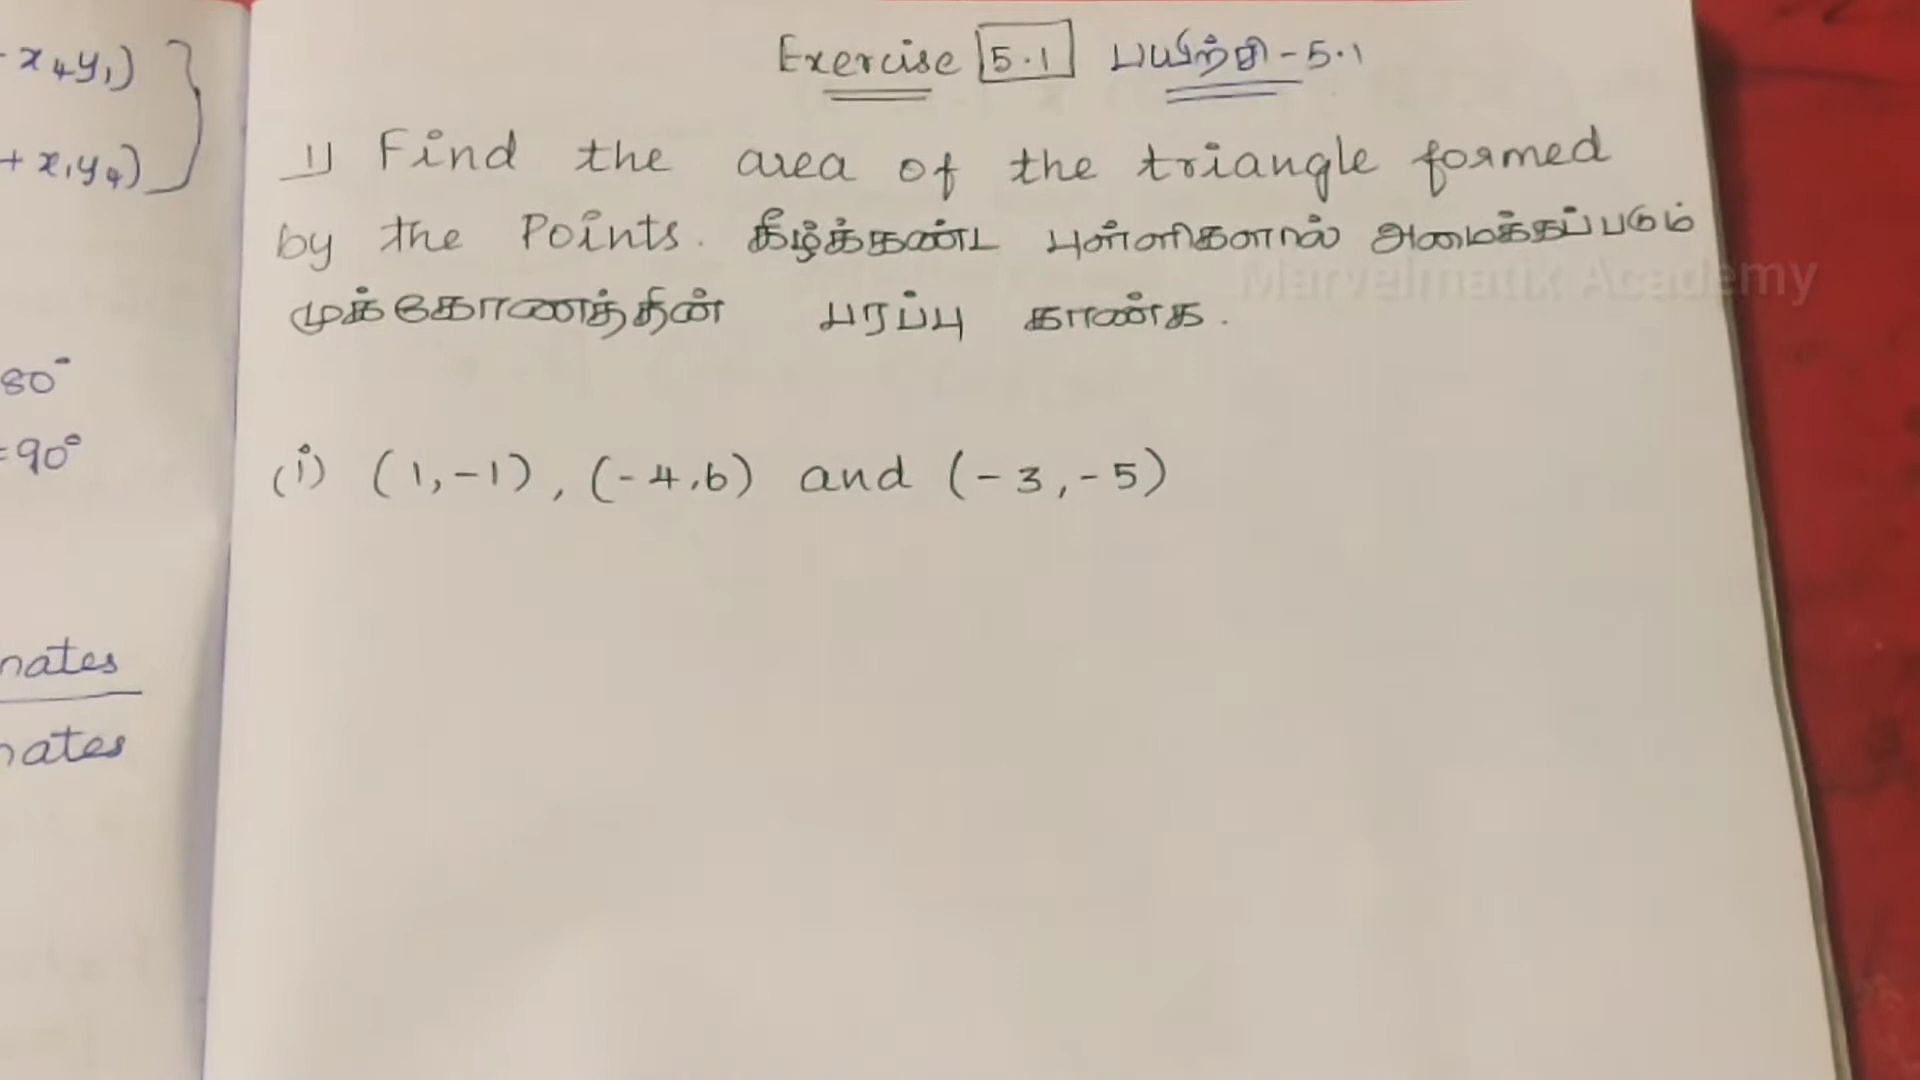 - x₄y₁)
+ x₁y₄)
80°
= 90°
nates
nates
Exercise 5.1 பயிற்சி - 5.1
1) Find the area of the triangle formed
by the Points. கீழ்க்கண்ட புள்ளிகளால் அமைக்கப்படும்
முக்கோணத்தின் பரப்பு காண்க.
(i) (1,-1), (-4,6) and (-3,-5)
Marvelmatix Academy